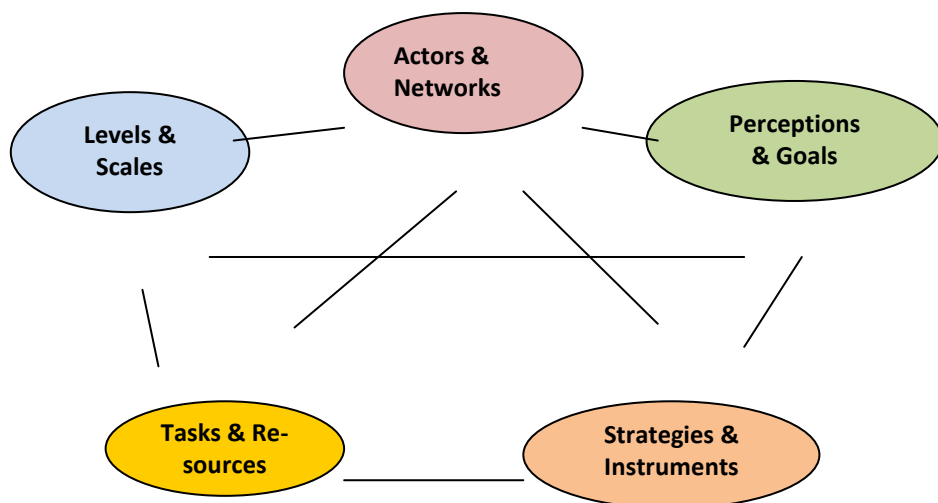 Actors &
Networks
Levels &
Scales
Perceptions
& Goals
Tasks & Re-
sources
Strategies &
Instruments